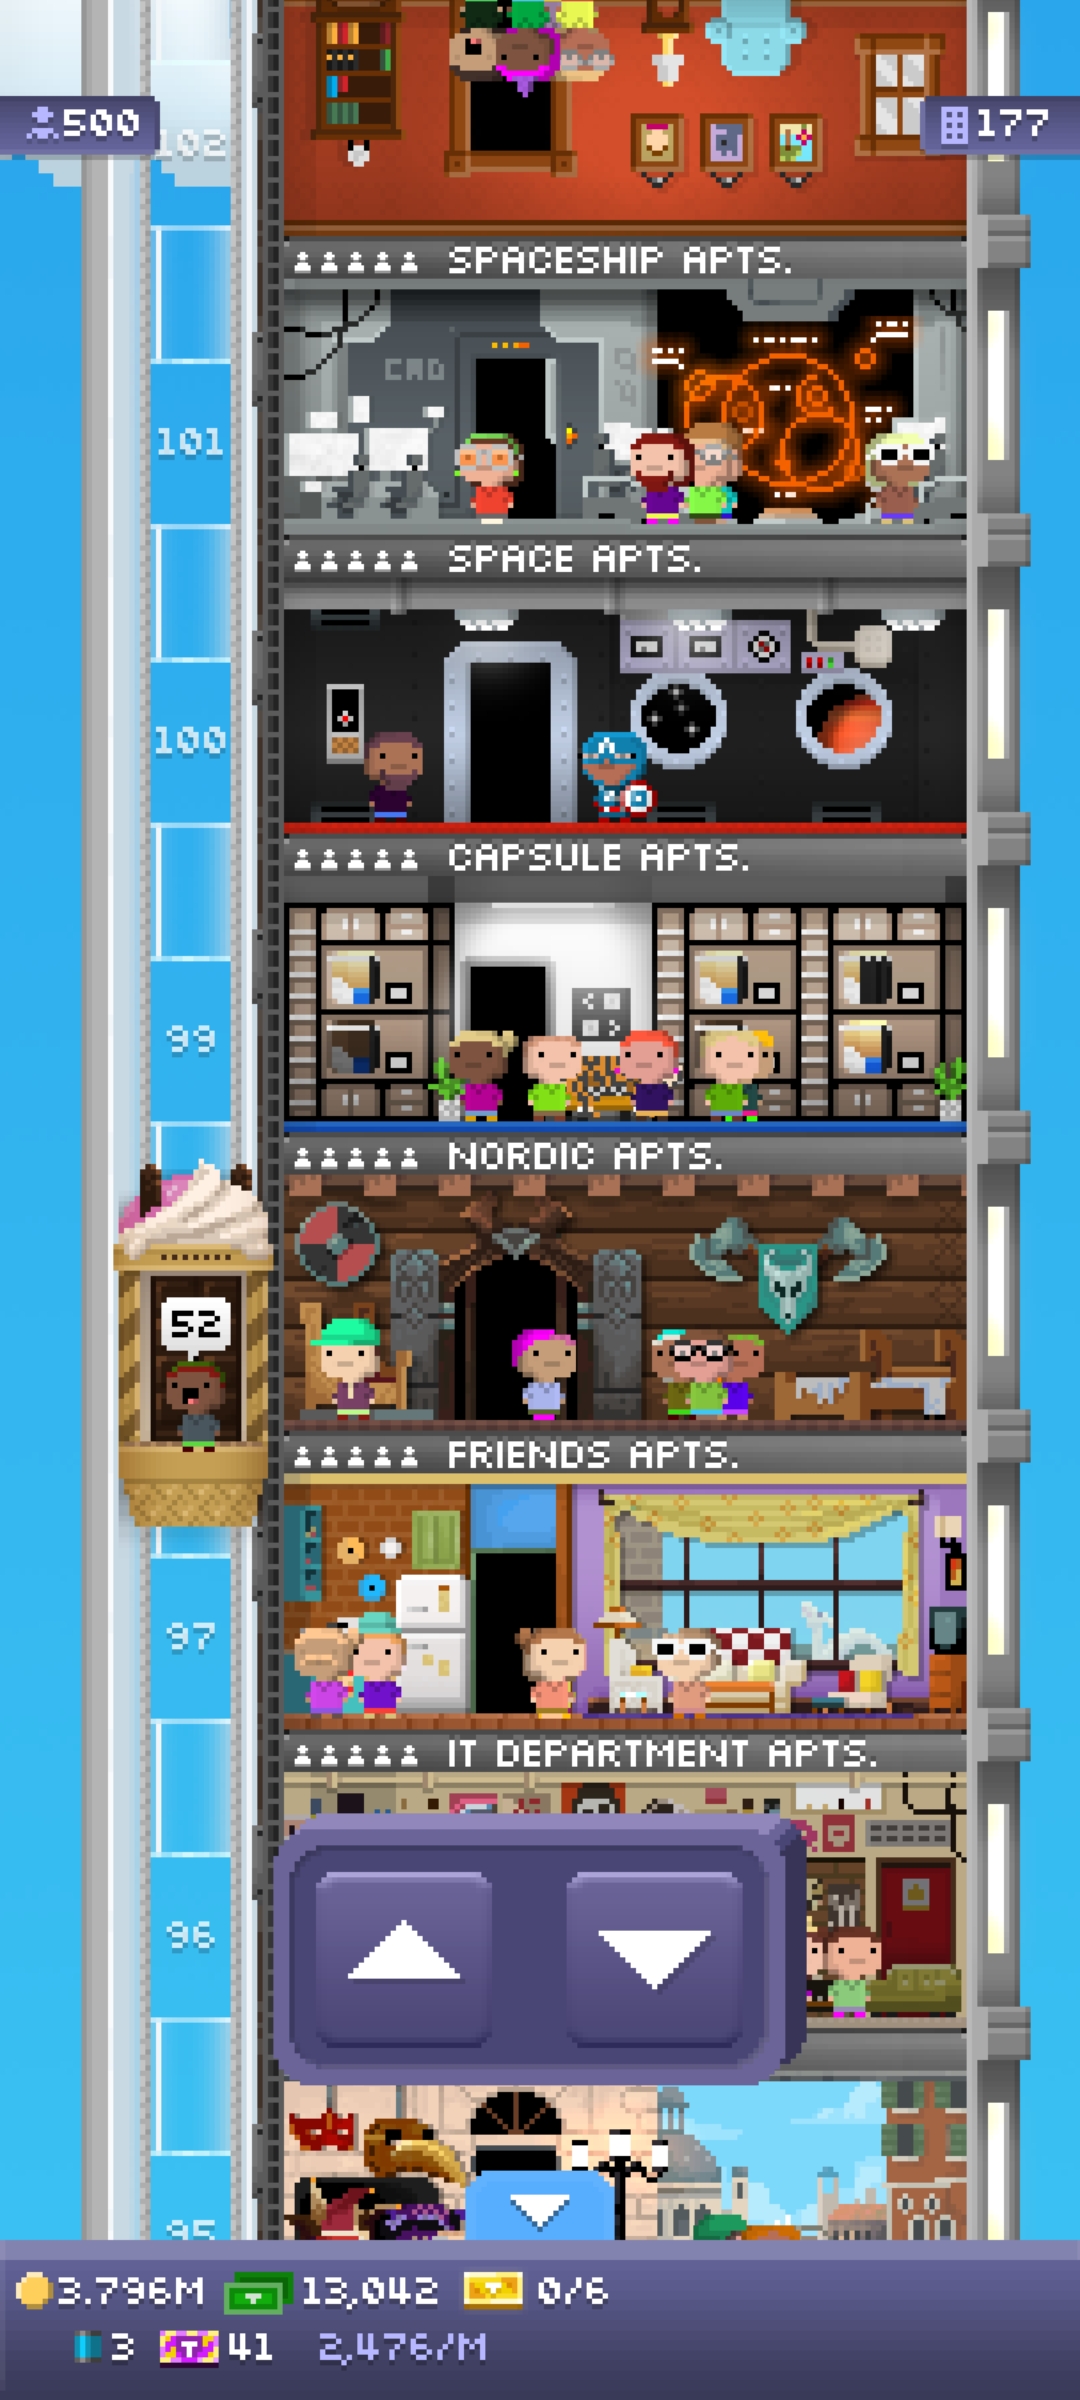 500
102
177
SPACESHIP APTS.
CMD
101
SPACE APTS.
100
CAPSULE APTS.
99
NORDIC APTS.
52
FRIENDS APTS.
97
IT DEPARTMENT APTS.
96
95
3.796M 13,042 0/6
3 T 41 2,476/M